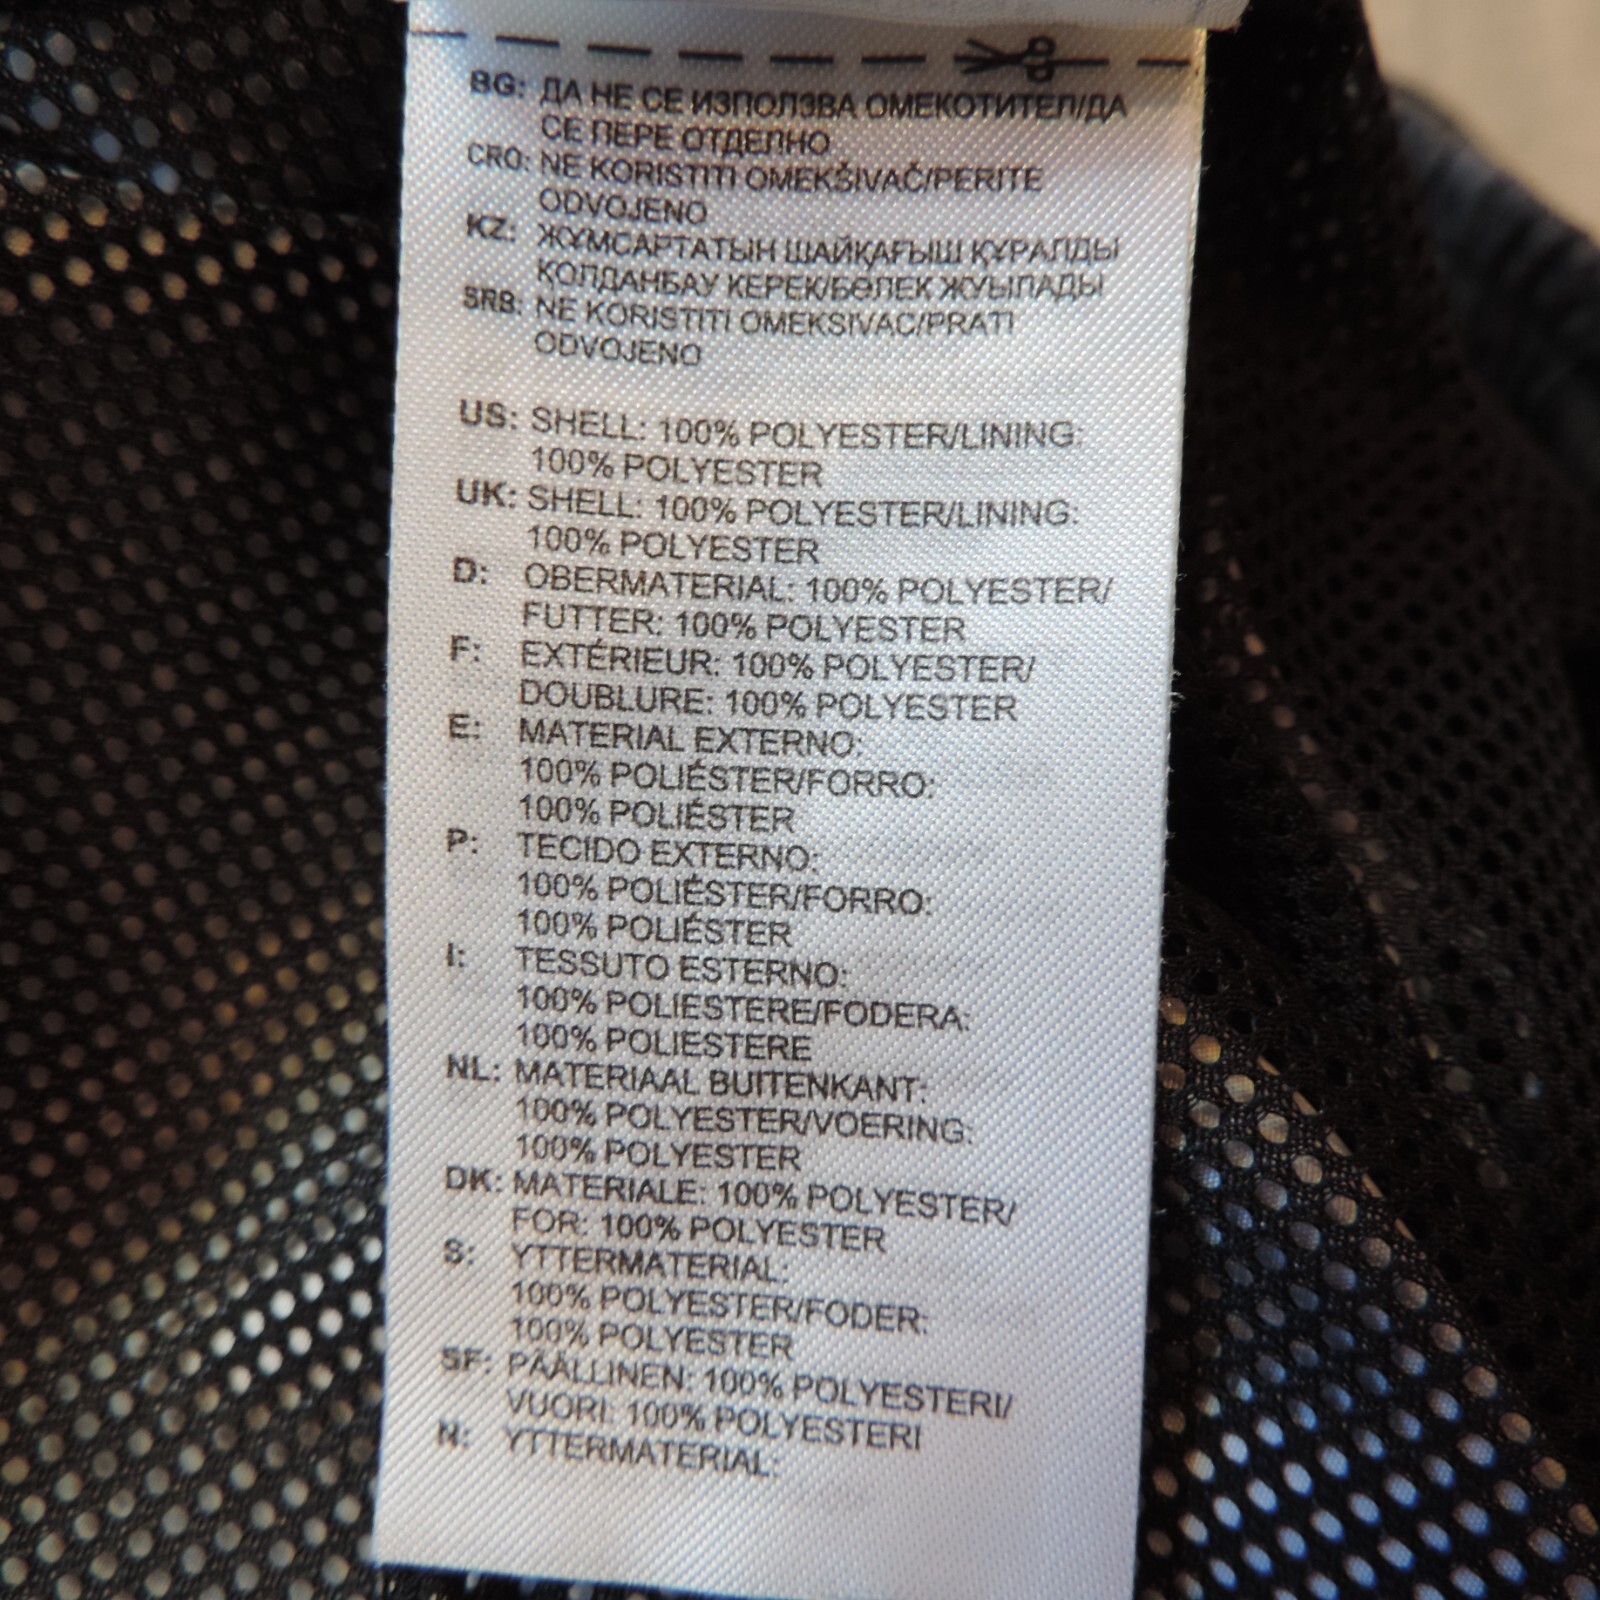 BG: ДА НЕ СЕ ИЗПОЛЗВА ОМЕКОТИТЕЛ/ДА
СЕ ПЕРЕ ОТДЕЛНО
CRO: NE KORISTITI OMEKŠIVAČ/PERITE
ODVOJENO
KZ: ЖҰМСАРТАТЫН ШАЙҚАҒЫШ ҚҰРАЛДЫ
ҚОЛДАНБАУ КЕРЕК/БӨЛЕК ЖУЫЛАДЫ
SRB: NE KORISTITI OMEKSIVAC/PRATI
ODVOJENO
US: SHELL: 100% POLYESTER/LINING:
100% POLYESTER
UK: SHELL: 100% POLYESTER/LINING:
100% POLYESTER
D: OBERMATERIAL: 100% POLYESTER/
FUTTER: 100% POLYESTER
F: EXTÉRIEUR: 100% POLYESTER/
DOUBLURE: 100% POLYESTER
E: MATERIAL EXTERNO:
100% POLIÉSTER/FORRO:
100% POLIÉSTER
P: TECIDO EXTERNO:
100% POLIÉSTER/FORRO:
100% POLIÉSTER
I: TESSUTO ESTERNO:
100% POLIESTERE/FODERA:
100% POLIESTERE
NL: MATERIAAL BUITENKANT:
100% POLYESTER/VOERING:
100% POLYESTER
DK: MATERIALE: 100% POLYESTER/
FOR: 100% POLYESTER
S: YTTERMATERIAL:
100% POLYESTER/FODER:
100% POLYESTER
SF: PÄÄLLINEN: 100% POLYESTERI/
VUORI: 100% POLYESTERI
N: YTTERMATERIAL: